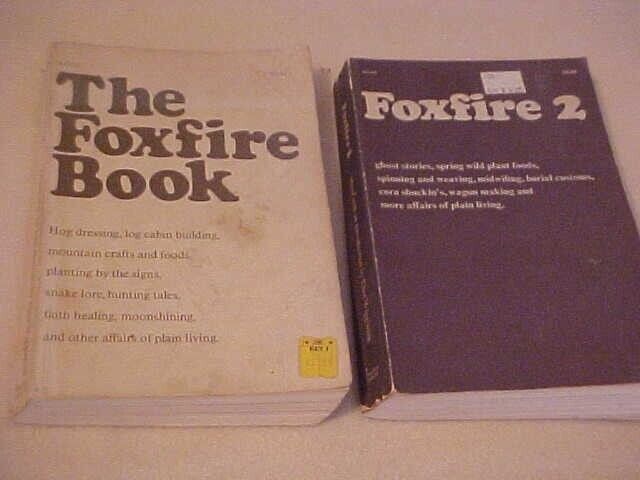 The
Foxfire
Book
Hog dressing, log cabin building,
mountain crafts and foods,
planting by the signs,
snake lore, hunting tales,
faith healing, moonshining,
and other affairs of plain living.
Foxfire 2
ghost stories, spring wild plant foods,
spinning and weaving, midwifing, burial customs,
corn shuckin's, wagon making and
more affairs of plain living.